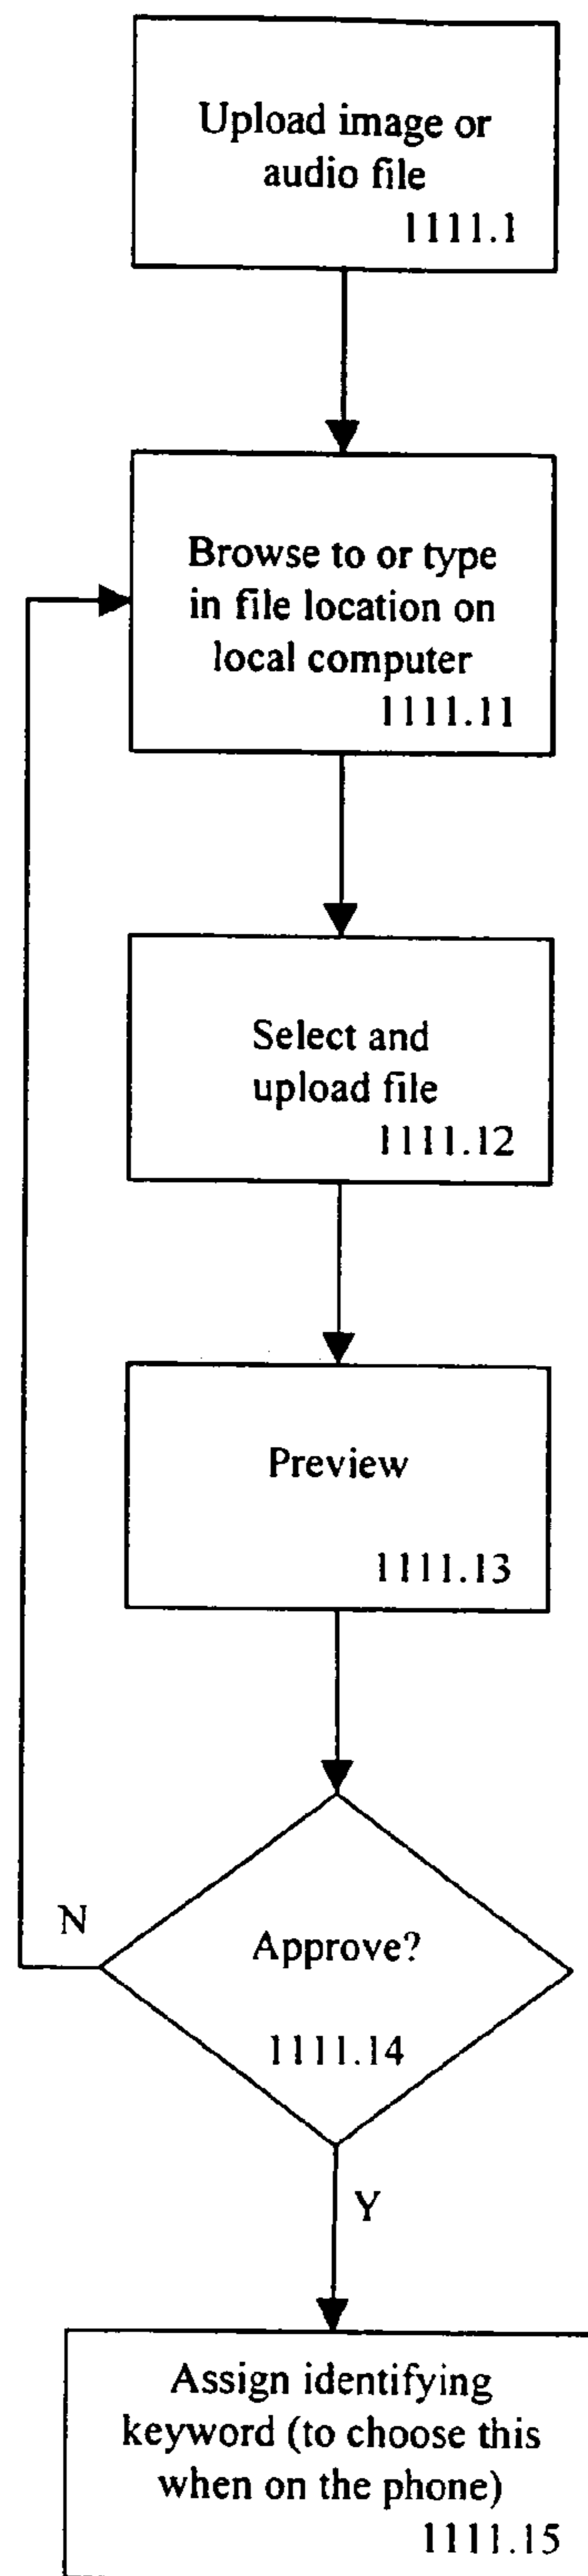 Upload image or
audio file
1111.1
Browse to or type
in file location on
local computer
1111.11
Select and
upload file
1111.12
Preview
1111.13
N
Approve?
1111.14
Y
Assign identifying
keyword (to choose this
when on the phone)
1111.15